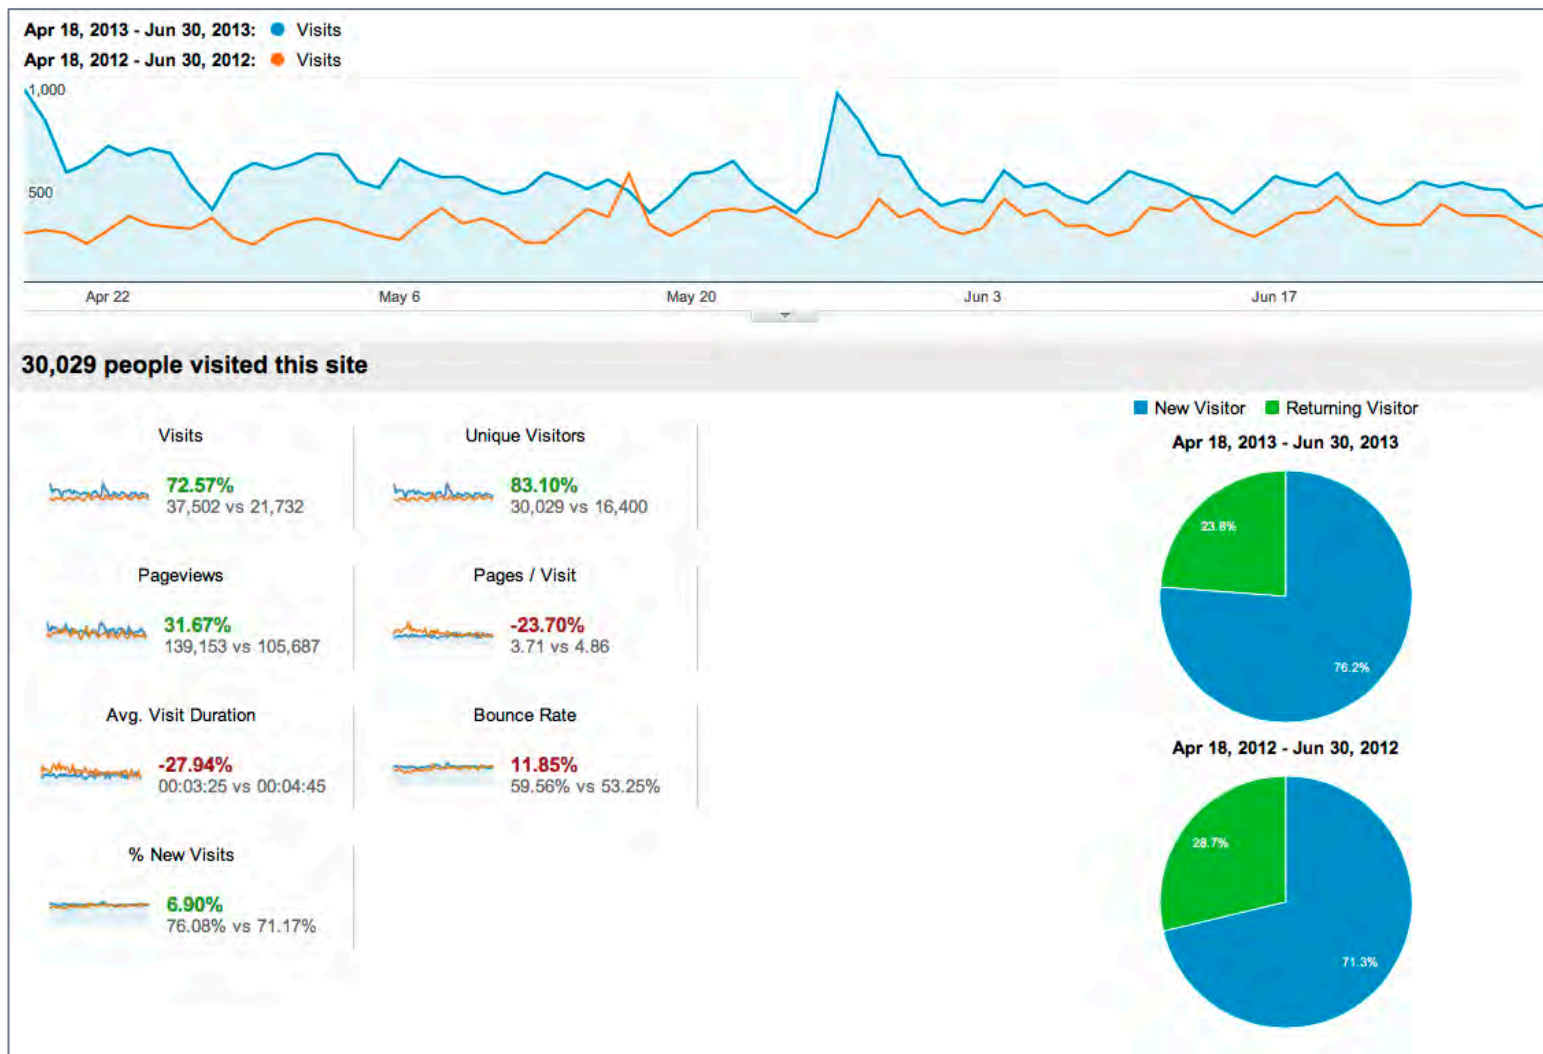 Apr 18, 2013 - Jun 30, 2013: Visits
Apr 18, 2012 - Jun 30, 2012: Visits
1,000
500
Apr 22 May 6 May 20 Jun 3 Jun 17
30,029 people visited this site
Visits
72.57%
37,502 vs 21,732
Unique Visitors
83.10%
30,029 vs 16,400
Pageviews
31.67%
139,153 vs 105,687
Pages / Visit
-23.70%
3.71 vs 4.86
Avg. Visit Duration
-27.94%
00:03:25 vs 00:04:45
Bounce Rate
11.85%
59.56% vs 53.25%
% New Visits
6.90%
76.08% vs 71.17%
New Visitor Returning Visitor
Apr 18, 2013 - Jun 30, 2013
23.8%
76.2%
Apr 18, 2012 - Jun 30, 2012
28.7%
71.3%